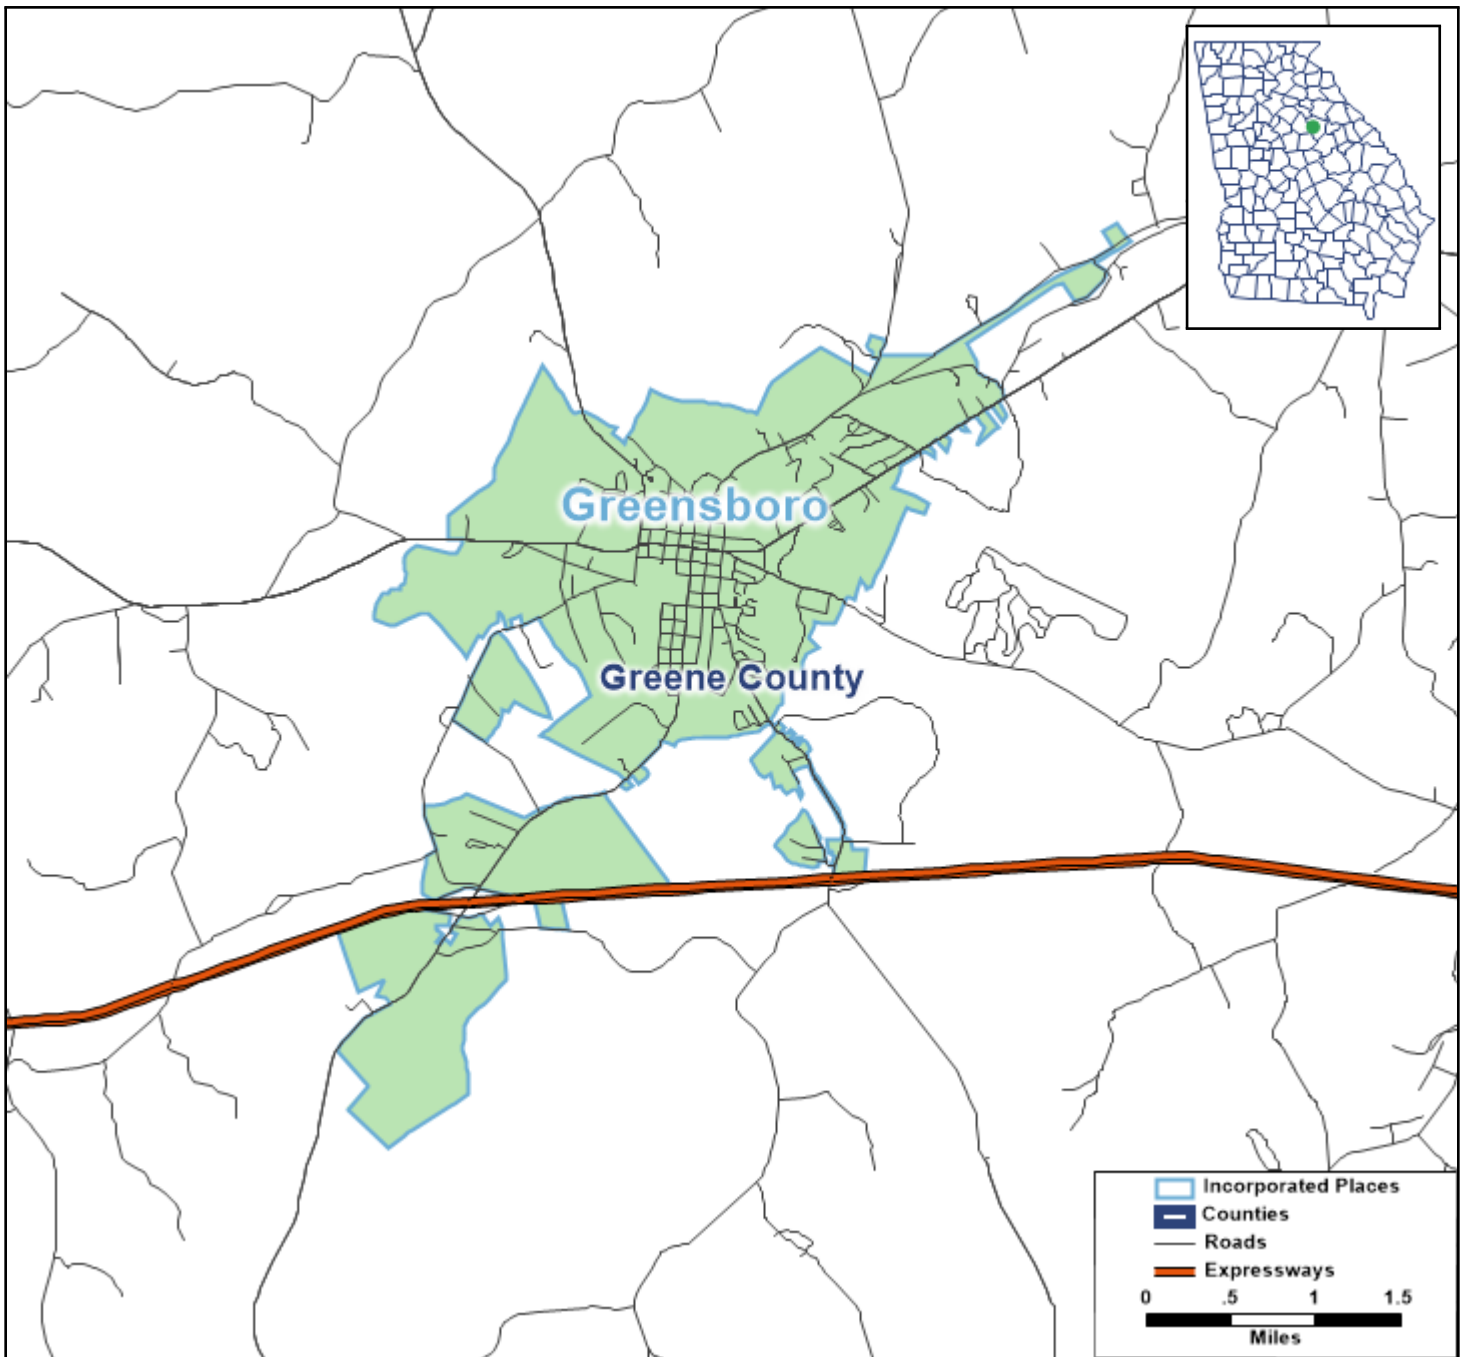 Greensboro
Greene County
Incorporated Places
Counties
Roads
Expressways
0 .5 1 1.5
Miles